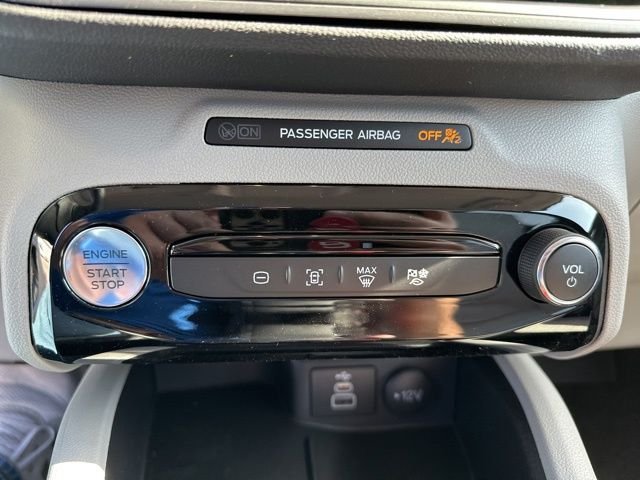 ON PASSENGER AIRBAG OFF
ENGINE
START
STOP
MAX
VOL
12V